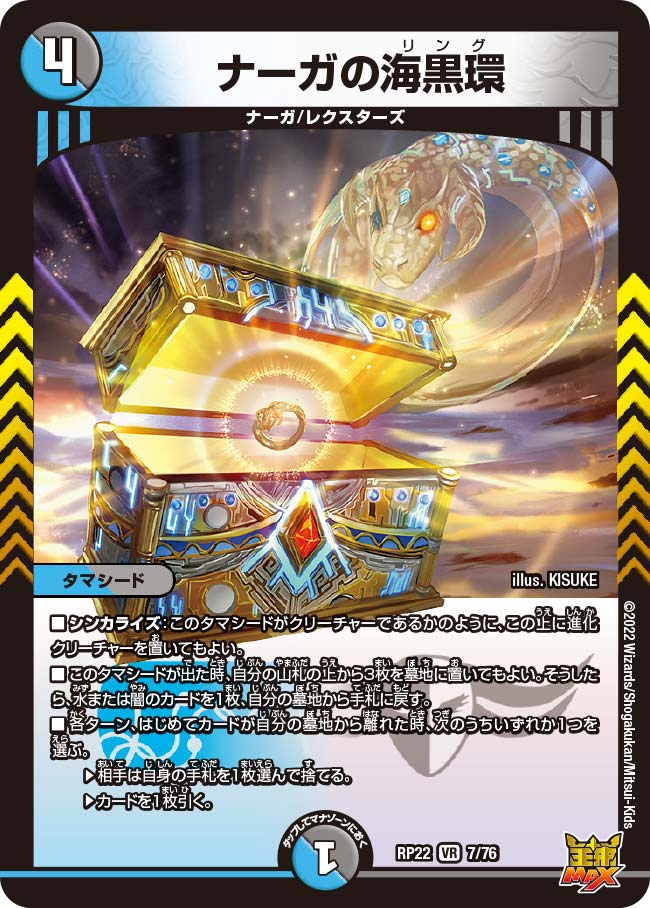 4
リング
ナーガの海黒環
ナーガ/レクスターズ
タマシード
illus. KISUKE
■シンカライズ:このタマシードがクリーチャーであるかのように、この上に進化
クリーチャーを置いてもよい。
■このタマシードが出た時、自分の山札の上から3枚を墓地に置いてもよい。そうした
ら、水または闇のカードを1枚、自分の墓地から手札に戻す。
■各ターン、はじめてカードが自分の墓地から離れた時、次のうちいずれか1つを
選ぶ。
▶相手は自身の手札を1枚選んで捨てる。
▶カードを1枚引く。
©2022 Wizards/Shogakukan/Mitsui-Kids
タップしてマナゾーンにおく
1
RP22 VR 7/76
王来
MAX